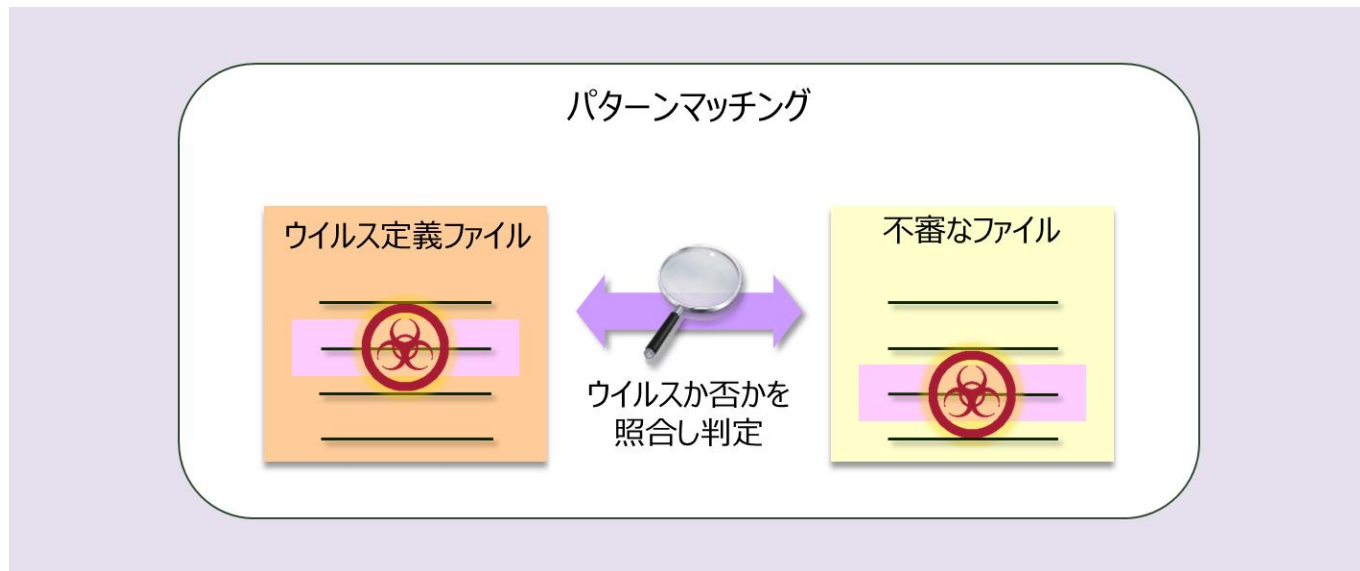 パターンマッチング
ウイルス定義ファイル
不審なファイル
ウイルスか否かを
照合し判定